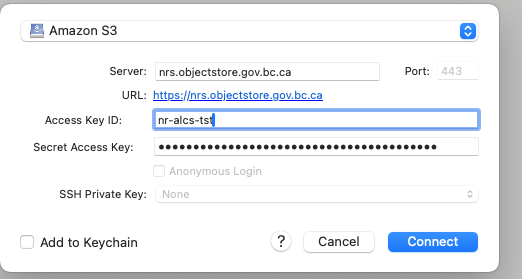 Amazon S3
Server: nrs.objectstore.gov.bc.ca Port: 443
URL: https://nrs.objectstore.gov.bc.ca
Access Key ID: nr-alcs-tst
Secret Access Key: ••••••••••••••••••••••••••••••••••••••••
Anonymous Login
SSH Private Key: None
Add to Keychain ? Cancel Connect